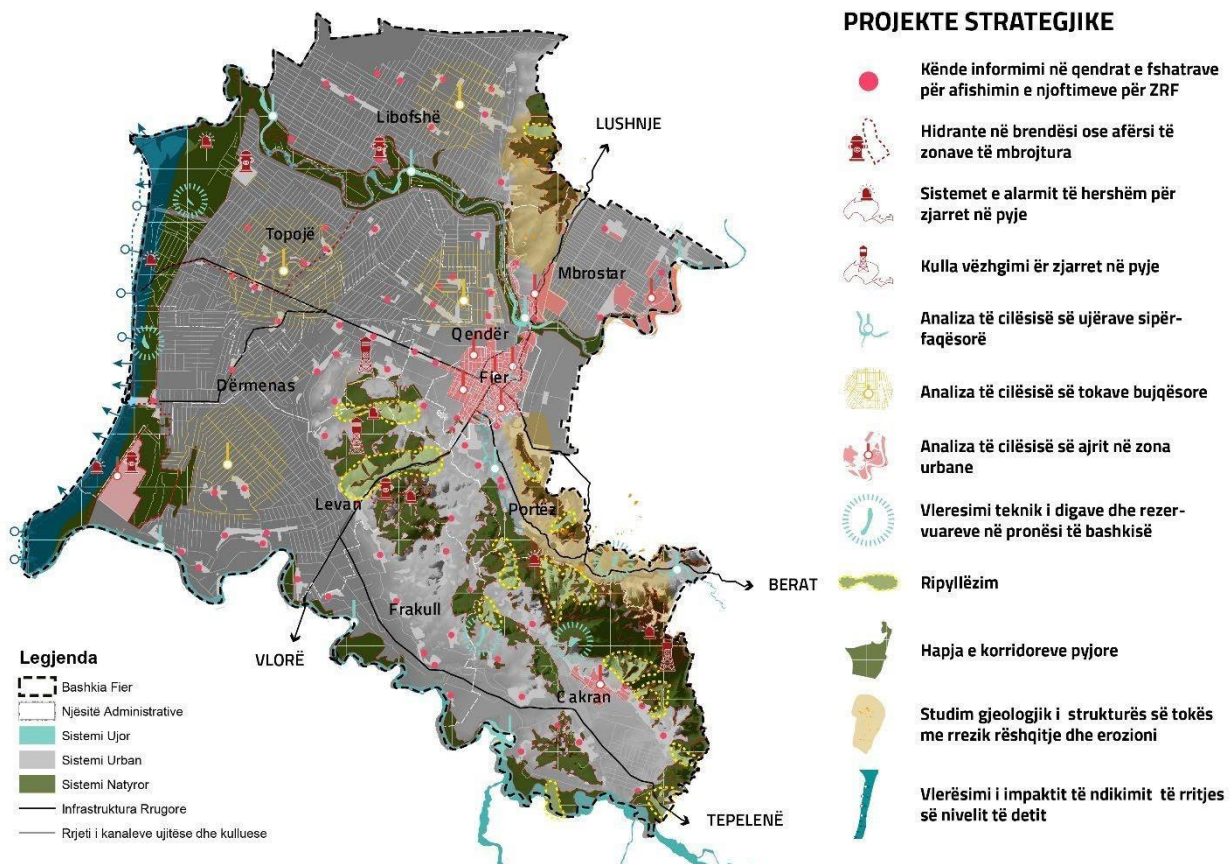 PROJEKTE STRATEGJIKE
Kënde informimi në qendrat e fshatrave
për afishimin e njoftimeve për ZRF
Hidrante në brendësi ose afërsi të
zonave të mbrojtura
Sistemet e alarmit të hershëm për
zjarret në pyje
Kulla vëzhgimi ër zjarret në pyje
Analiza të cilësisë së ujërave sipër-
faqësorë
Analiza të cilësisë së tokave bujqësore
Analiza të cilësisë së ajrit në zona
urbane
Vleresimi teknik i digave dhe rezer-
vuareve në pronësi të bashkisë
Ripyllëzim
Hapja e korridoreve pyjore
Studim gjeologjik i strukturës së tokës
me rrezik rëshqitje dhe erozioni
Vlerësimi i impaktit të ndikimit të rritjes
së nivelit të detit
Libofshë
LUSHNJE
Topojë
Mbrostar
Qendër
Fier
Dërmenas
Levan
Portëz
BERAT
Frakull
VLORË
Cakran
TEPELENË
Legjenda
Bashkia Fier
Njësitë Administrative
Sistemi Ujor
Sistemi Urban
Sistemi Natyror
Infrastruktura Rrugore
Rrjeti i kanaleve ujitëse dhe kulluese